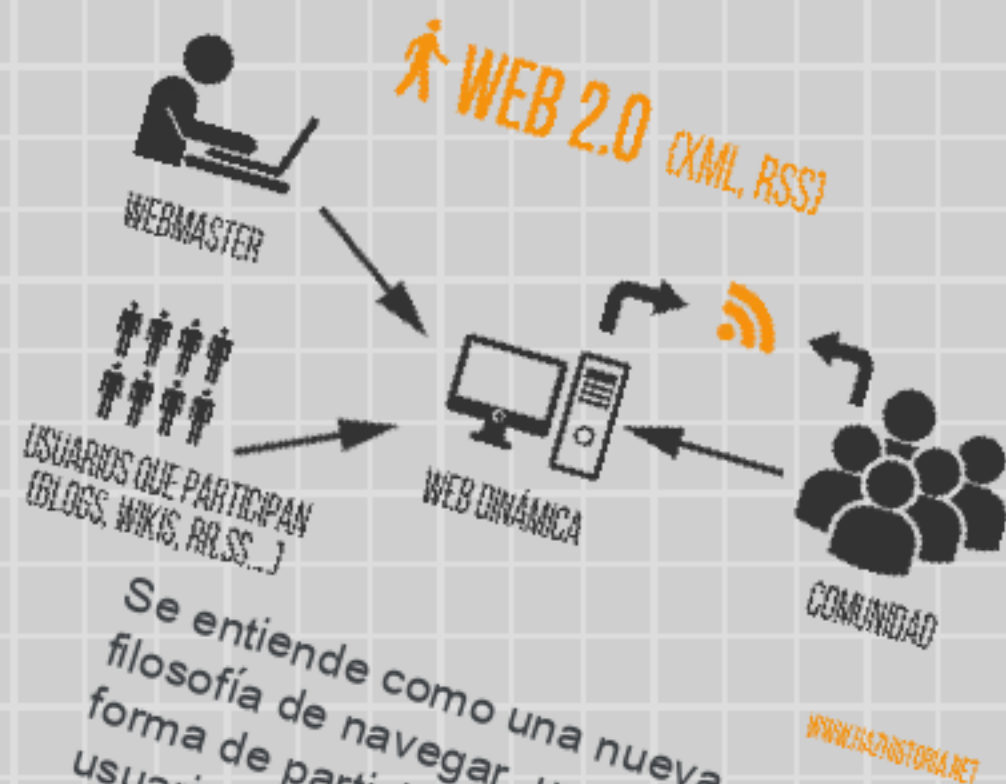 WEB 2.0 (XML, RSS)
WEBMASTER
USUARIOS QUE PARTICIPAN
(BLOGS, WIKIS, RR.SS...)
WEB DINÁMICA
COMUNIDAD
Se entiende como una nueva
filosofía de navegar,
forma de
WWW.HAZHISTORIA.NET